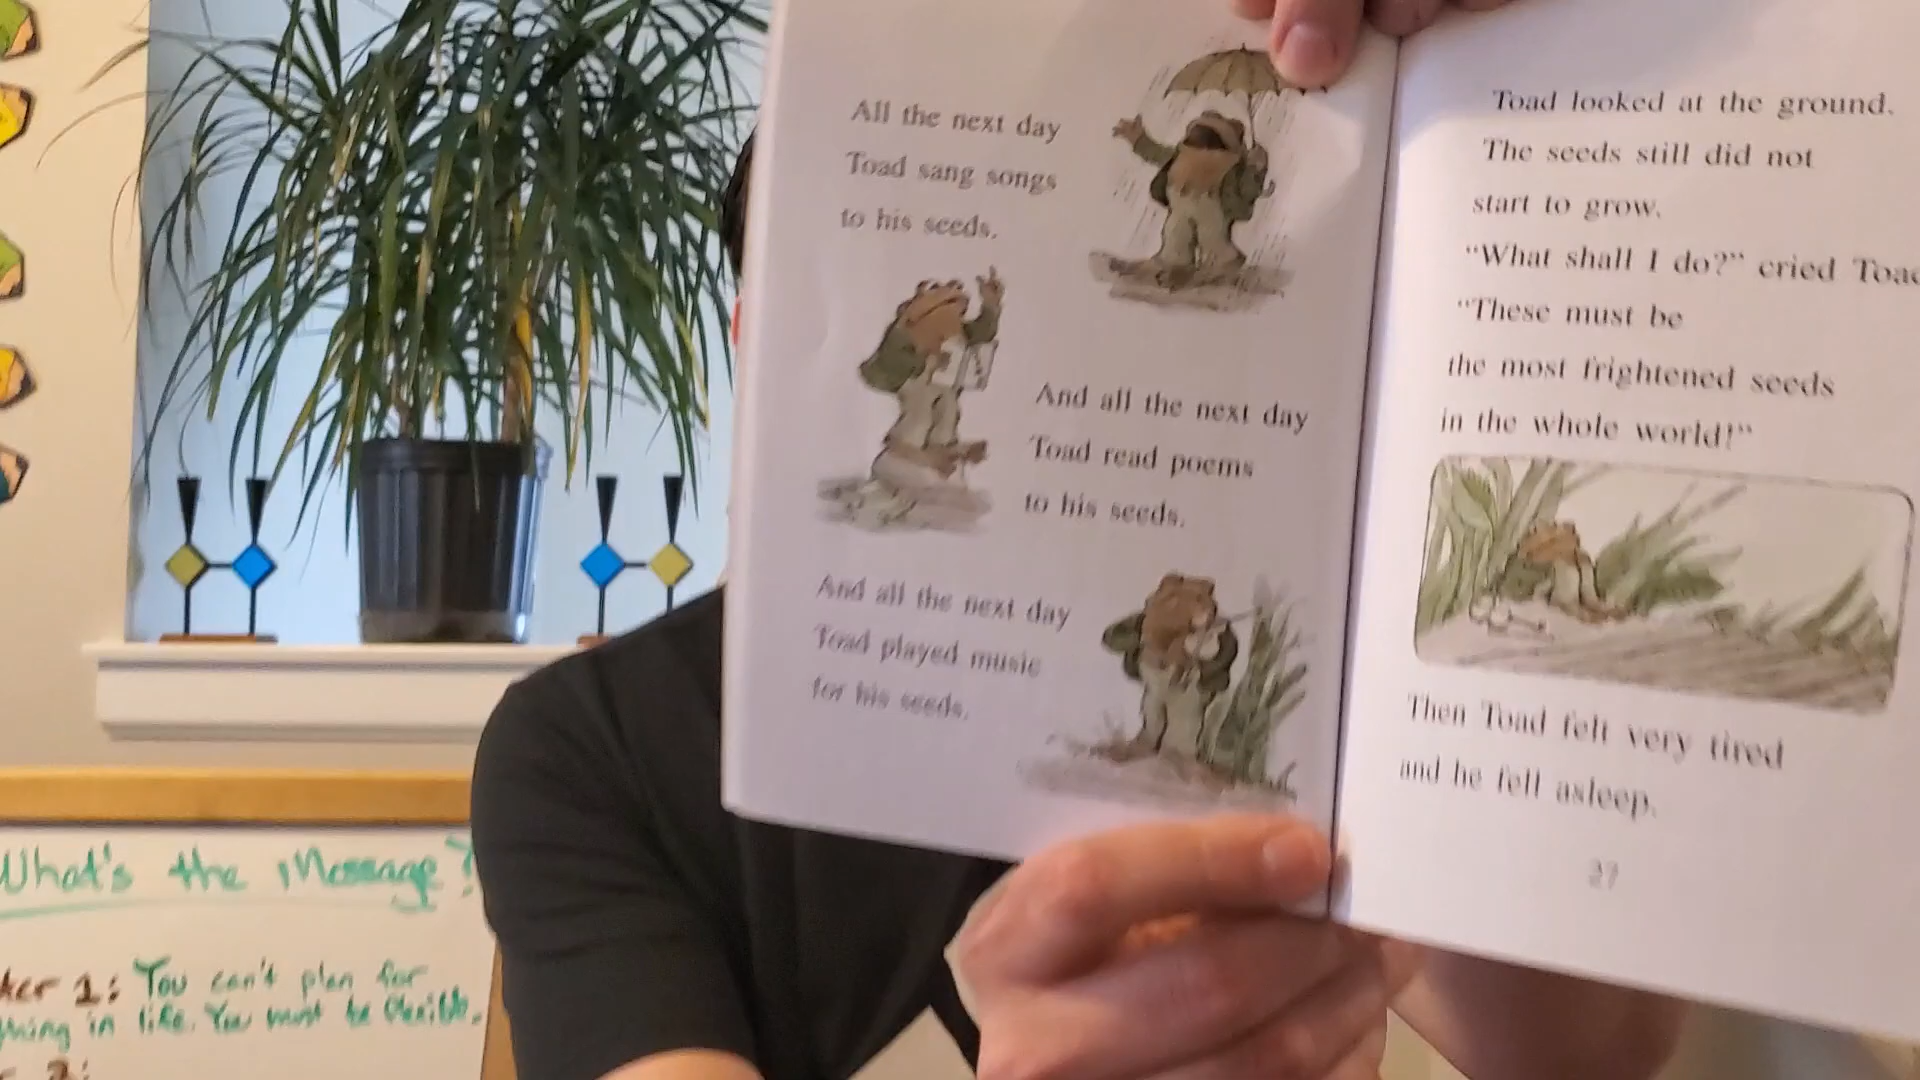 All the next day
Toad sang songs
to his seeds.
And all the next day
Toad read poems
to his seeds.
And all the next day
Toad played music
for his seeds.
Toad looked at the ground.
The seeds still did not
start to grow.
“What shall I do?” cried
“These must be
the most frightened seeds
in the whole world!”
Then Toad felt very tired
and he fell asleep.
27
What's the Message?
1: You can't plan for
in life. You must be flexible.